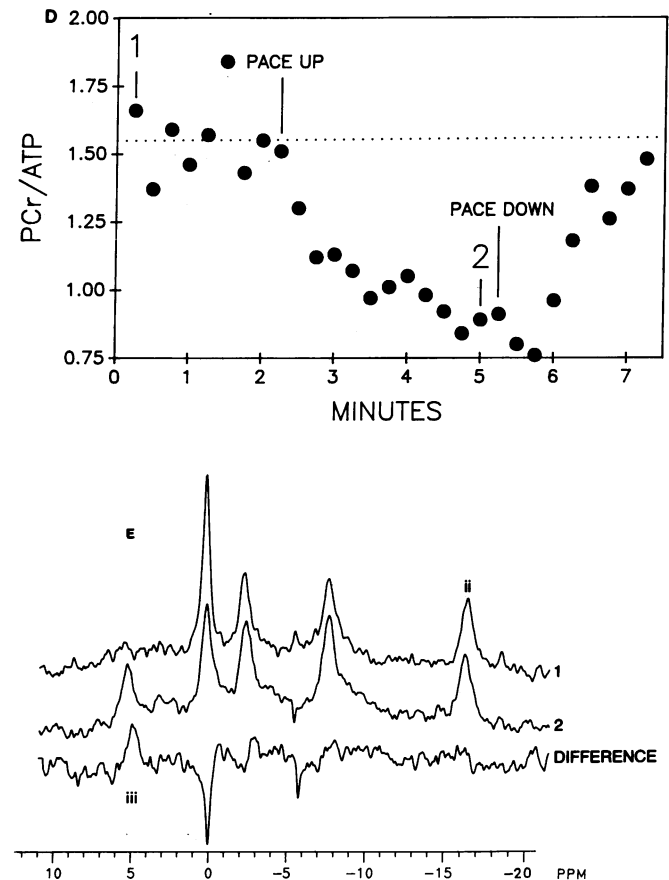 D
2.00
1.75
1.50
1.25
1.00
0.75
PCr/ATP
1
PACE UP
PACE DOWN
2
0 1 2 3 4 5 6 7
MINUTES
E
ii
1
2
DIFFERENCE
iii
10 5 0 -5 -10 -15 -20 PPM